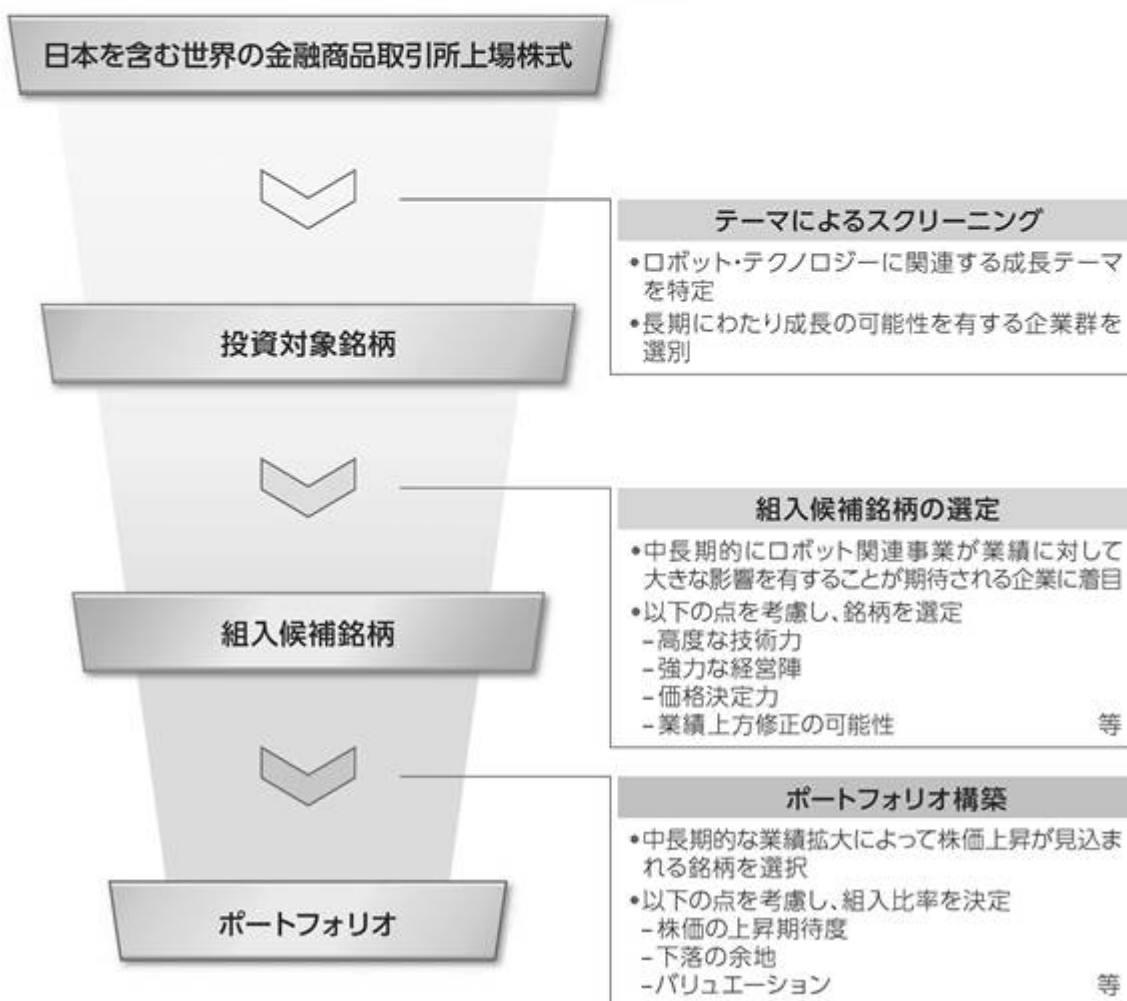 日本を含む世界の金融商品取引所上場株式
テーマによるスクリーニング
•ロボット・テクノロジーに関連する成長テーマ
を特定
•長期にわたり成長の可能性を有する企業群を
選別
投資対象銘柄
組入候補銘柄の選定
•中長期的にロボット関連事業が業績に対して
大きな影響を有することが期待される企業に着目
•以下の点を考慮し、銘柄を選定
–高度な技術力
–強力な経営陣
–価格決定力
–業績上方修正の可能性 等
組入候補銘柄
ポートフォリオ構築
•中長期的な業績拡大によって株価上昇が見込ま
れる銘柄を選択
•以下の点を考慮し、組入比率を決定
–株価の上昇期待度
–下落の余地
–バリュエーション 等
ポートフォリオ